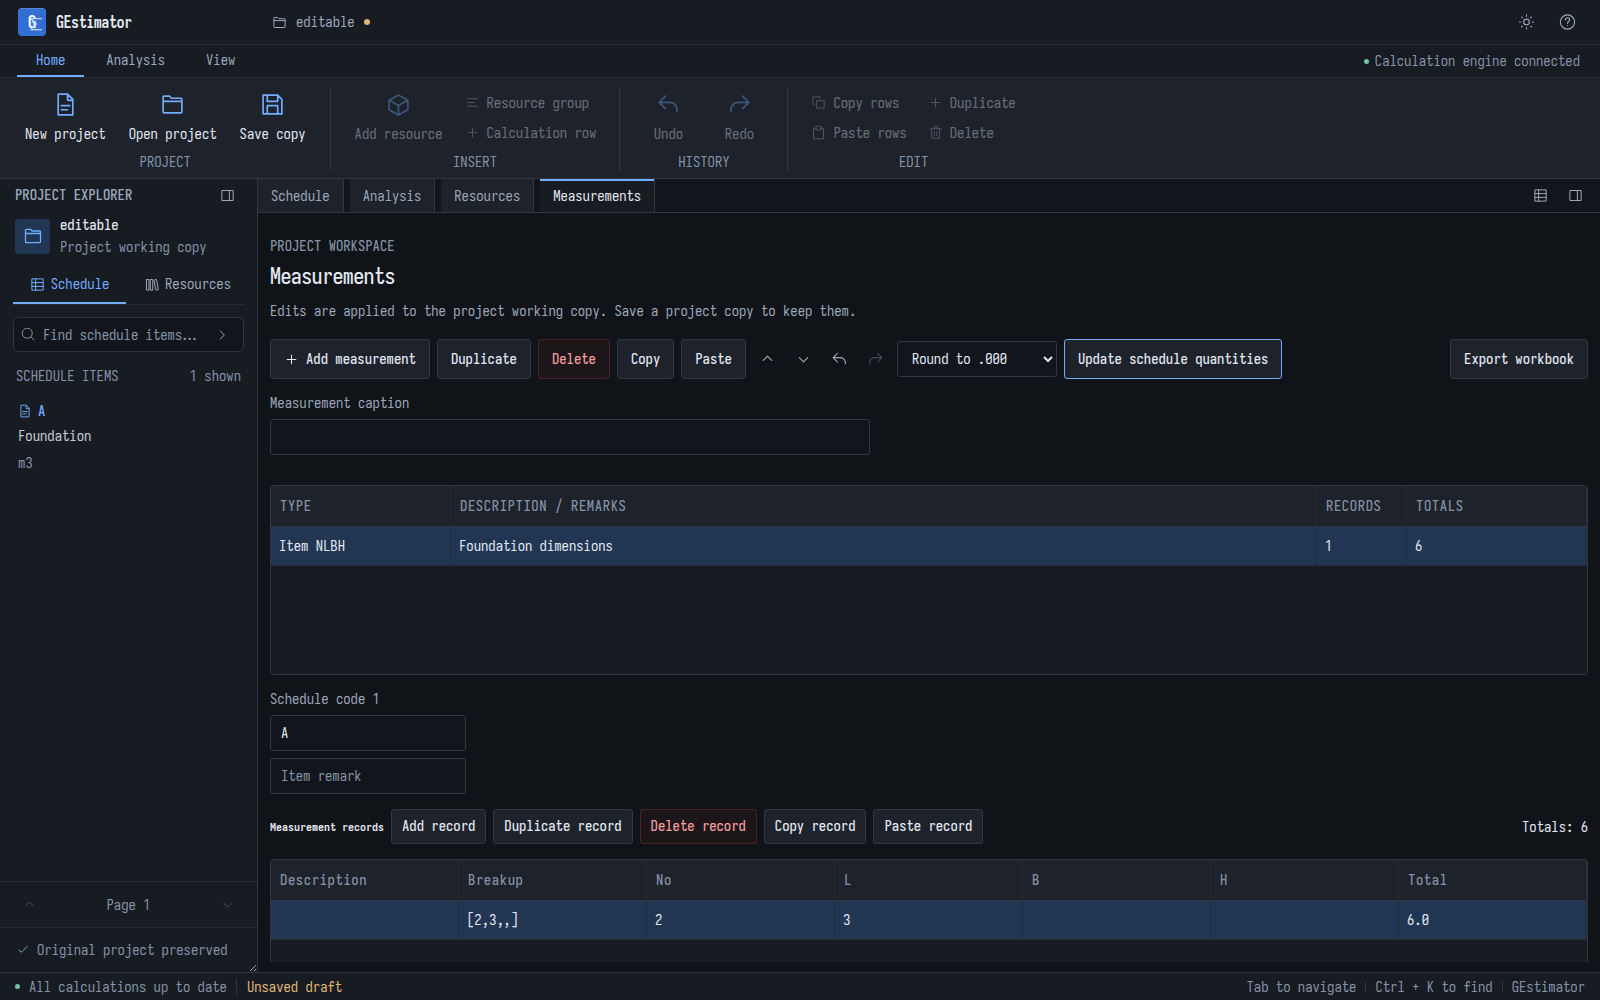 GEstimator
editable
Home
Analysis
View
Calculation engine connected
New project
Open project
Save copy
PROJECT
Add resource
Resource group
Calculation row
INSERT
Undo
Redo
HISTORY
Copy rows
Duplicate
Paste rows
Delete
EDIT
PROJECT EXPLORER
editable
Project working copy
Schedule
Resources
Find schedule items...
SCHEDULE ITEMS
1 shown
A
Foundation
m3
Page 1
Original project preserved
Schedule
Analysis
Resources
Measurements
PROJECT WORKSPACE
Measurements
Edits are applied to the project working copy. Save a project copy to keep them.
Add measurement
Duplicate
Delete
Copy
Paste
Round to .000
Update schedule quantities
Export workbook
Measurement caption
TYPE DESCRIPTION / REMARKS RECORDS TOTALS
Item NLBH Foundation dimensions 1 6
Schedule code 1
A
Item remark
Measurement records
Add record
Duplicate record
Delete record
Copy record
Paste record
Totals: 6
Description Breakup No L B H Total
[2,3,,] 2 3 6.0
All calculations up to date
Unsaved draft
Tab to navigate
Ctrl + K to find
GEstimator